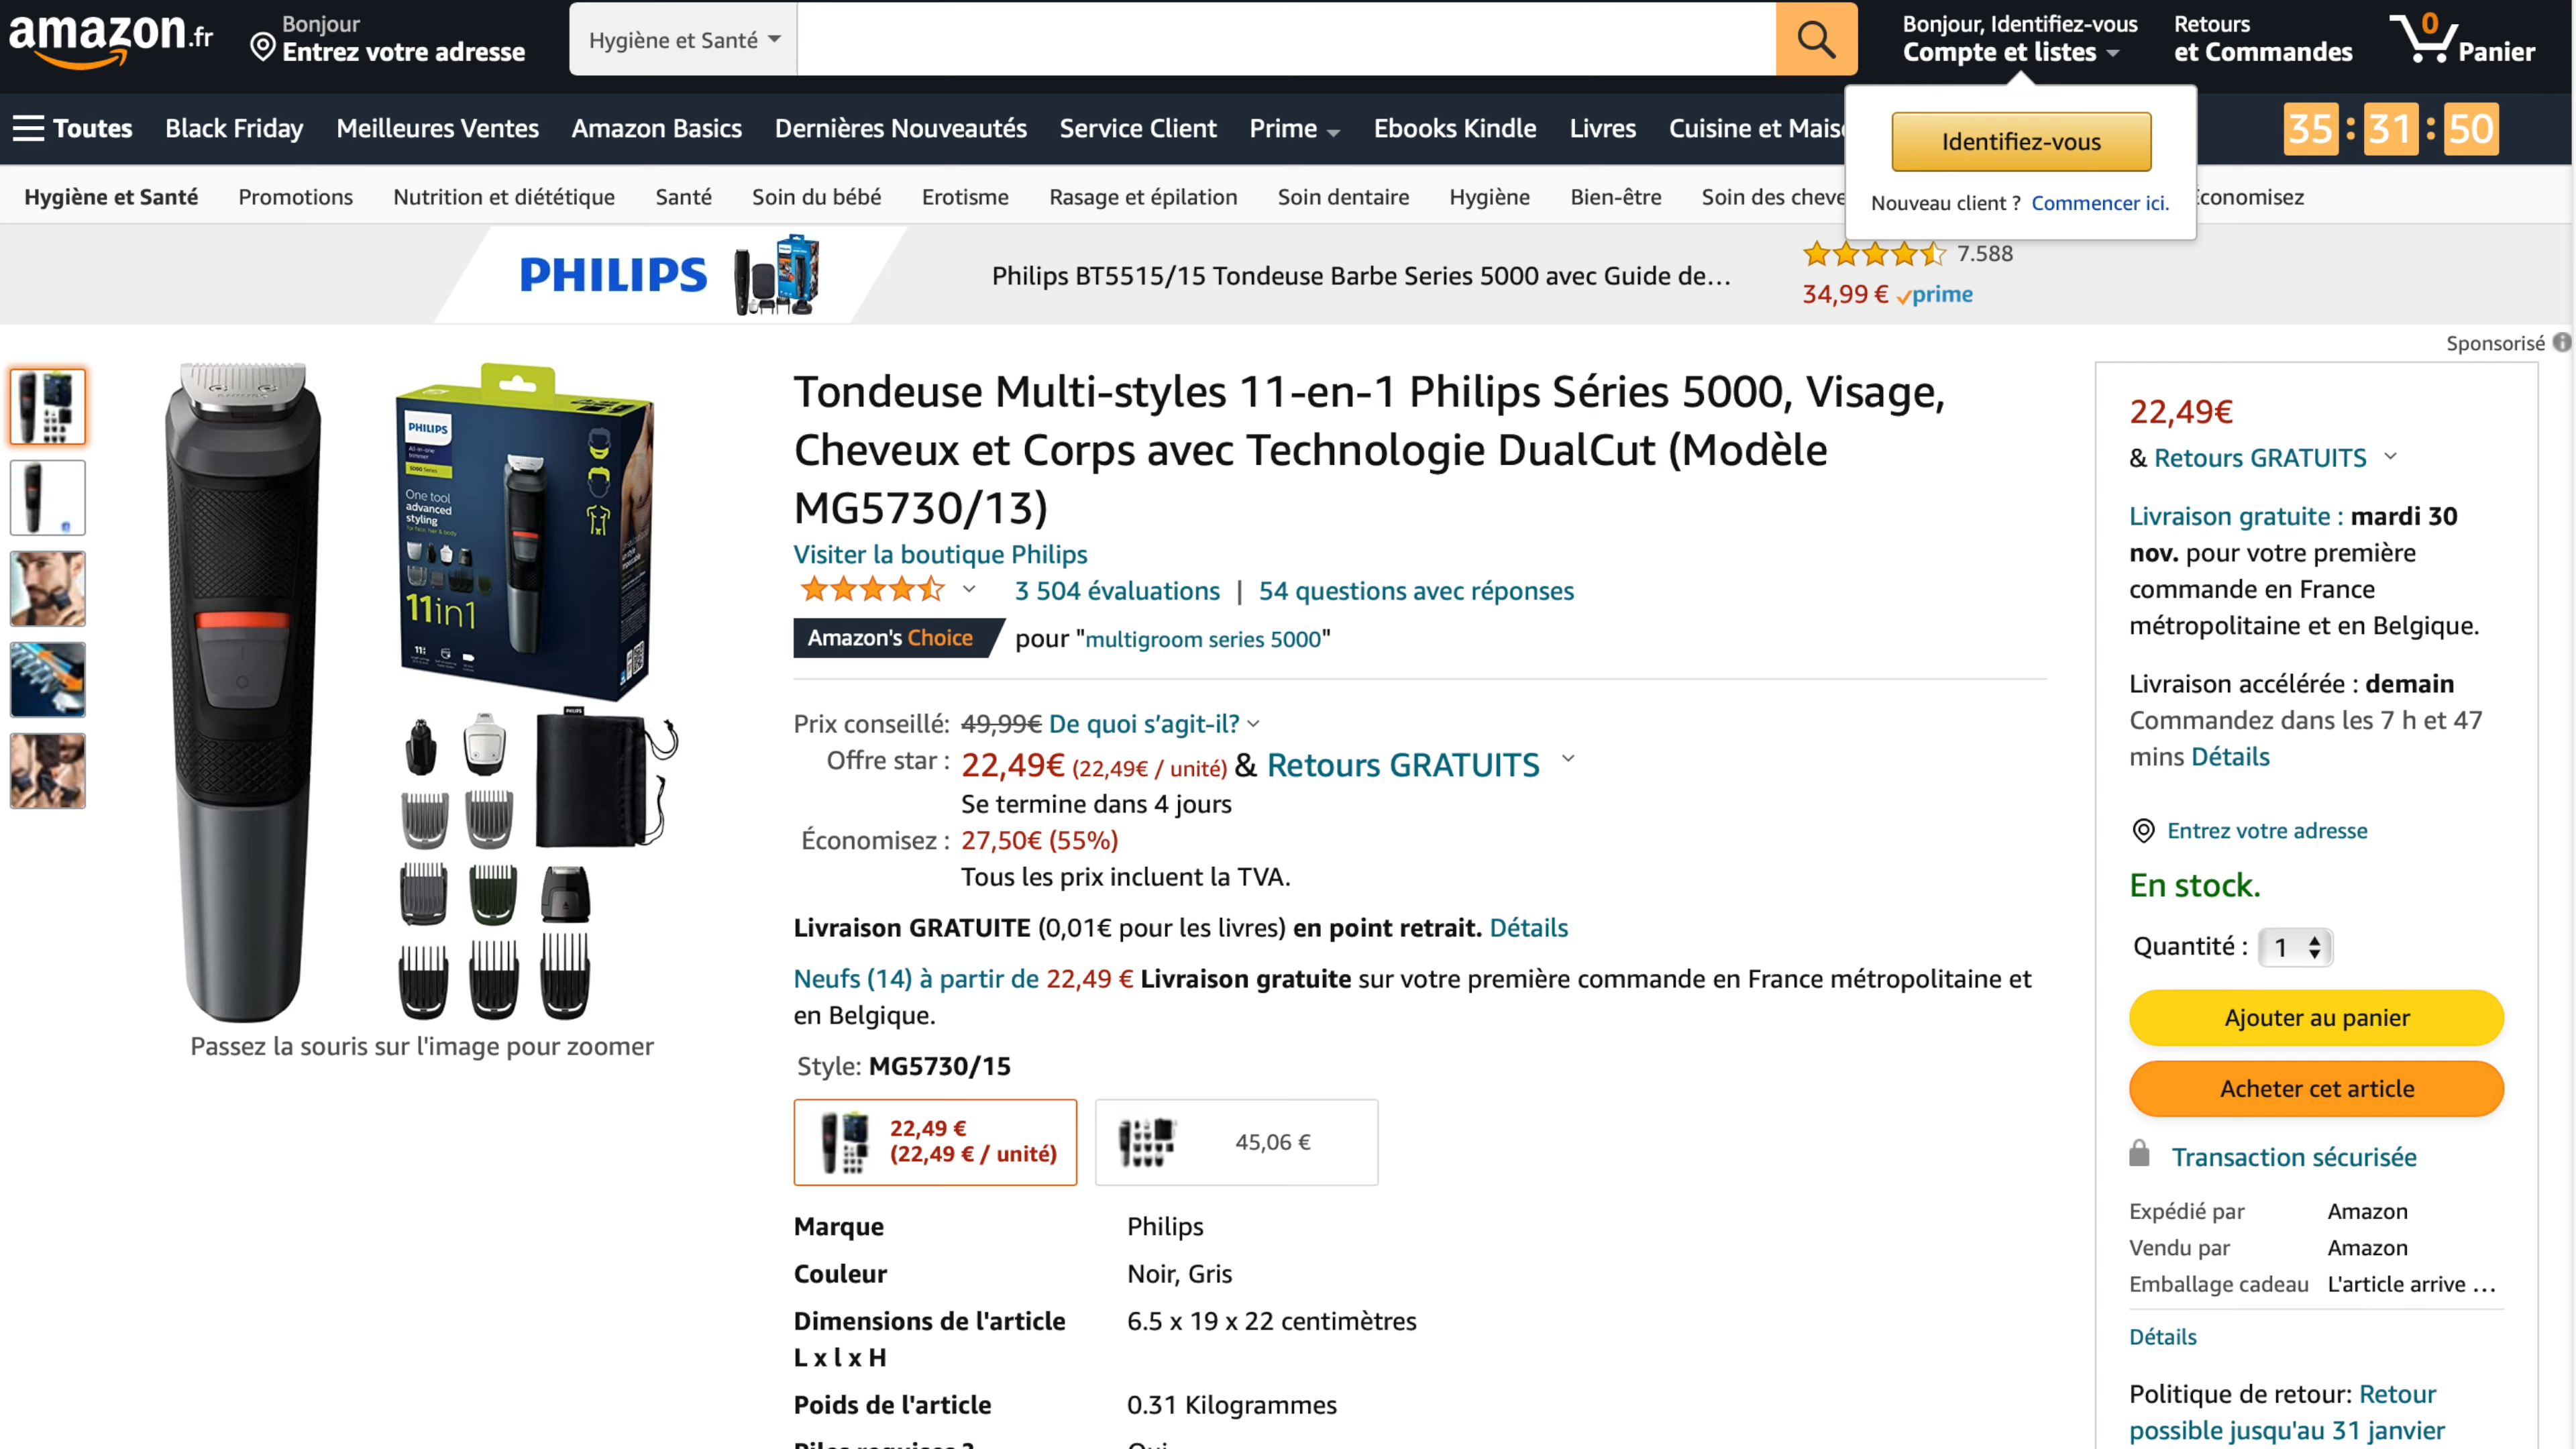 amazon.fr
Bonjour
Entrez votre adresse
Hygiène et Santé
Bonjour, Identifiez-vous
Compte et listes
Retours
et Commandes
0
Panier
Toutes
Black Friday
Meilleures Ventes
Amazon Basics
Dernières Nouveautés
Service Client
Prime
Ebooks Kindle
Livres
Cuisine et Mais
35 : 31 : 50
Identifiez-vous
Nouveau client ? Commencer ici.
Hygiène et Santé
Promotions
Nutrition et diététique
Santé
Soin du bébé
Erotisme
Rasage et épilation
Soin dentaire
Hygiène
Bien-être
Soin des cheve
conomisez
PHILIPS
Philips BT5515/15 Tondeuse Barbe Series 5000 avec Guide de…
7.588
34,99 € prime
Sponsorisé
PHILIPS
All-in-one
trimmer
5000 Series
One tool
advanced
styling
for face, hair & body
11in1
PHILIPS
Passez la souris sur l'image pour zoomer
Tondeuse Multi-styles 11-en-1 Philips Séries 5000, Visage,
Cheveux et Corps avec Technologie DualCut (Modèle
MG5730/13)
Visiter la boutique Philips
3 504 évaluations | 54 questions avec réponses
Amazon's Choice pour "multigroom series 5000"
Prix conseillé: 49,99€ De quoi s'agit-il?
Offre star : 22,49€ (22,49€ / unité) & Retours GRATUITS
Se termine dans 4 jours
Économisez : 27,50€ (55%)
Tous les prix incluent la TVA.
Livraison GRATUITE (0,01€ pour les livres) en point retrait. Détails
Neufs (14) à partir de 22,49 € Livraison gratuite sur votre première commande en France métropolitaine et
en Belgique.
Style: MG5730/15
22,49 €
(22,49 € / unité)
45,06 €
Marque Philips
Couleur Noir, Gris
Dimensions de l'article 6.5 x 19 x 22 centimètres
L x l x H
Poids de l'article 0.31 Kilogrammes
Piles requises ? Oui
22,49€
& Retours GRATUITS
Livraison gratuite : mardi 30
nov. pour votre première
commande en France
métropolitaine et en Belgique.
Livraison accélérée : demain
Commandez dans les 7 h et 47
mins Détails
Entrez votre adresse
En stock.
Quantité : 1
Ajouter au panier
Acheter cet article
Transaction sécurisée
Expédié par Amazon
Vendu par Amazon
Emballage cadeau L'article arrive …
Détails
Politique de retour: Retour
possible jusqu'au 31 janvier